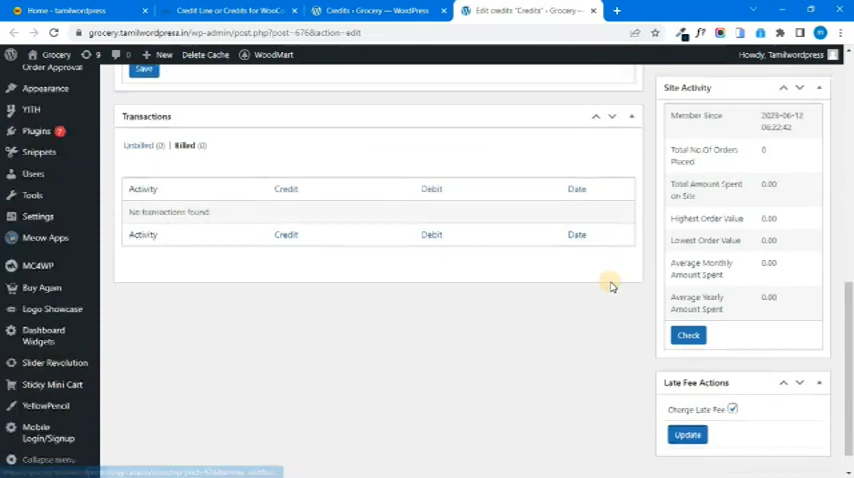 Home - tamilwordpress
Credit Line or Credits for WooCo
Credits ‹ Grocery — WordPress
Edit credits "Credits" ‹ Grocery —
grocery.tamilwordpress.in/wp-admin/post.php?post=676&action=edit
Grocery
9
0
New
Delete Cache
WoodMart
Howdy, Tamilwordpress
Order Approval
Appearance
YITH
Plugins 7
Snippets
Users
Tools
Settings
Meow Apps
MC4WP
Buy Again
Logo Showcase
Dashboard
Widgets
Slider Revolution
Sticky Mini Cart
YellowPencil
Mobile
Login/Signup
Collapse menu
Save
Transactions
Unbilled (0) | Billed (0)
Activity Credit Debit Date
No transactions found.
Activity Credit Debit Date
Site Activity
Member Since 2023-06-12
06:22:42
Total No.Of Orders 0
Placed
Total Amount Spent 0.00
on Site
Highest Order Value 0.00
Lowest Order Value 0.00
Average Monthly 0.00
Amount Spent
Average Yearly 0.00
Amount Spent
Check
Late Fee Actions
Charge Late Fee
Update